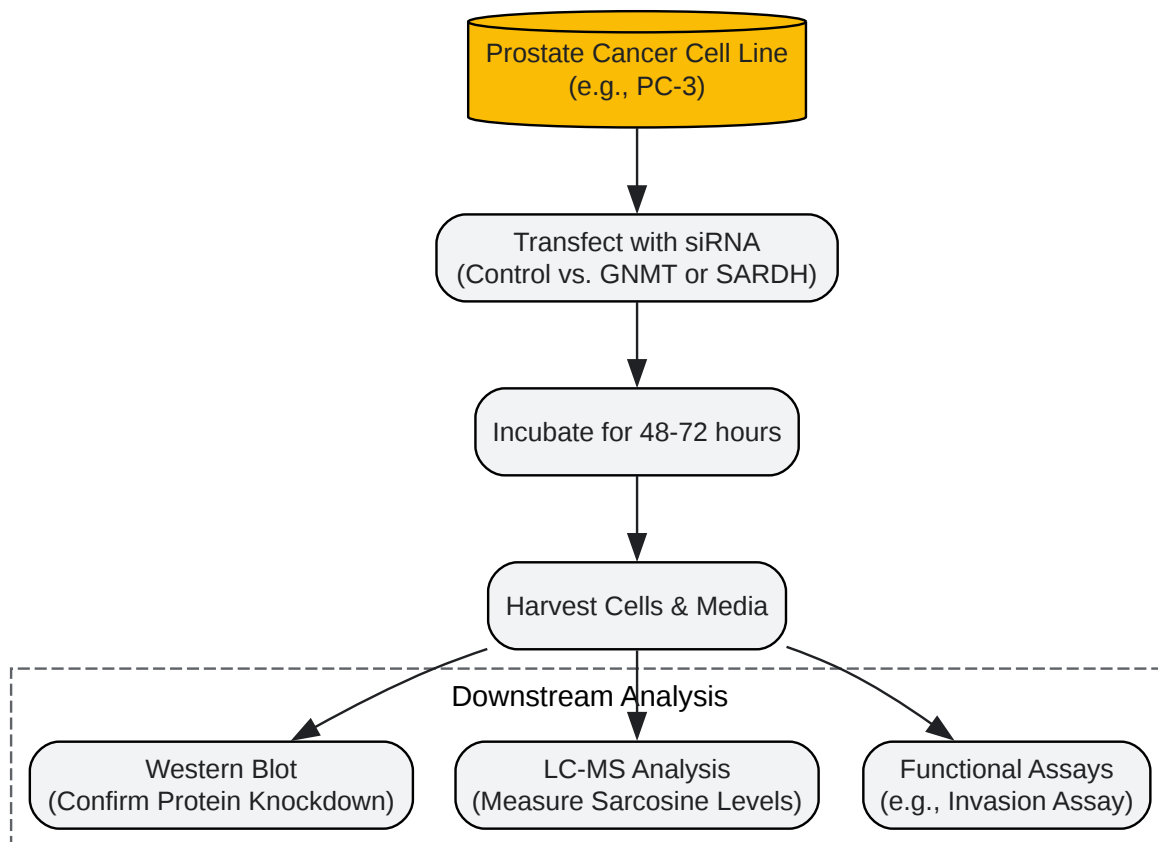 Prostate Cancer Cell Line
(e.g., PC-3)
Transfect with siRNA
(Control vs. GNMT or SARDH)
Incubate for 48-72 hours
Harvest Cells & Media
Downstream Analysis
Western Blot
(Confirm Protein Knockdown)
LC-MS Analysis
(Measure Sarcosine Levels)
Functional Assays
(e.g., Invasion Assay)